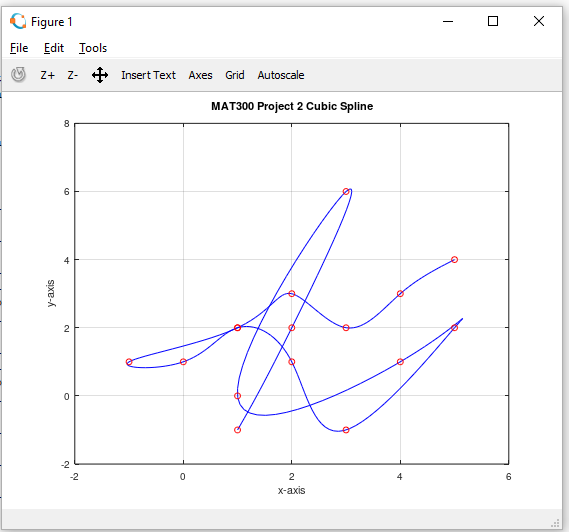 Figure 1
File Edit Tools
Z+ Z- Insert Text Axes Grid Autoscale
MAT300 Project 2 Cubic Spline
8
6
4
2
0
-2
y-axis
-2 0 2 4 6
x-axis